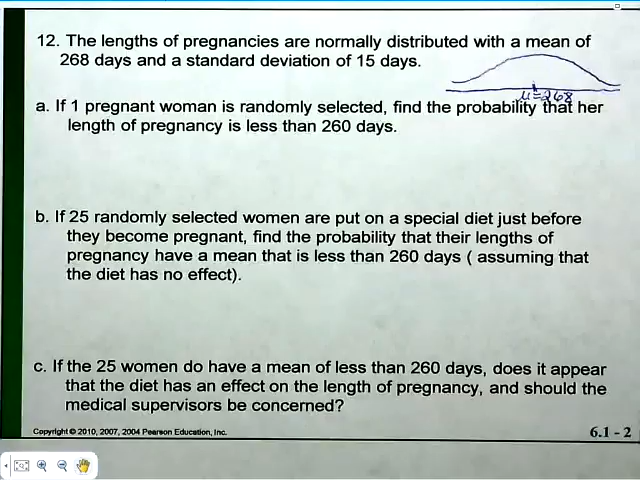 12. The lengths of pregnancies are normally distributed with a mean of
268 days and a standard deviation of 15 days.
μ=268
a. If 1 pregnant woman is randomly selected, find the probability that her
length of pregnancy is less than 260 days.
b. If 25 randomly selected women are put on a special diet just before
they become pregnant, find the probability that their lengths of
pregnancy have a mean that is less than 260 days ( assuming that
the diet has no effect).
c. If the 25 women do have a mean of less than 260 days, does it appear
that the diet has an effect on the length of pregnancy, and should the
medical supervisors be concerned?
Copyright © 2010, 2007, 2004 Pearson Education, Inc.
6.1 - 2